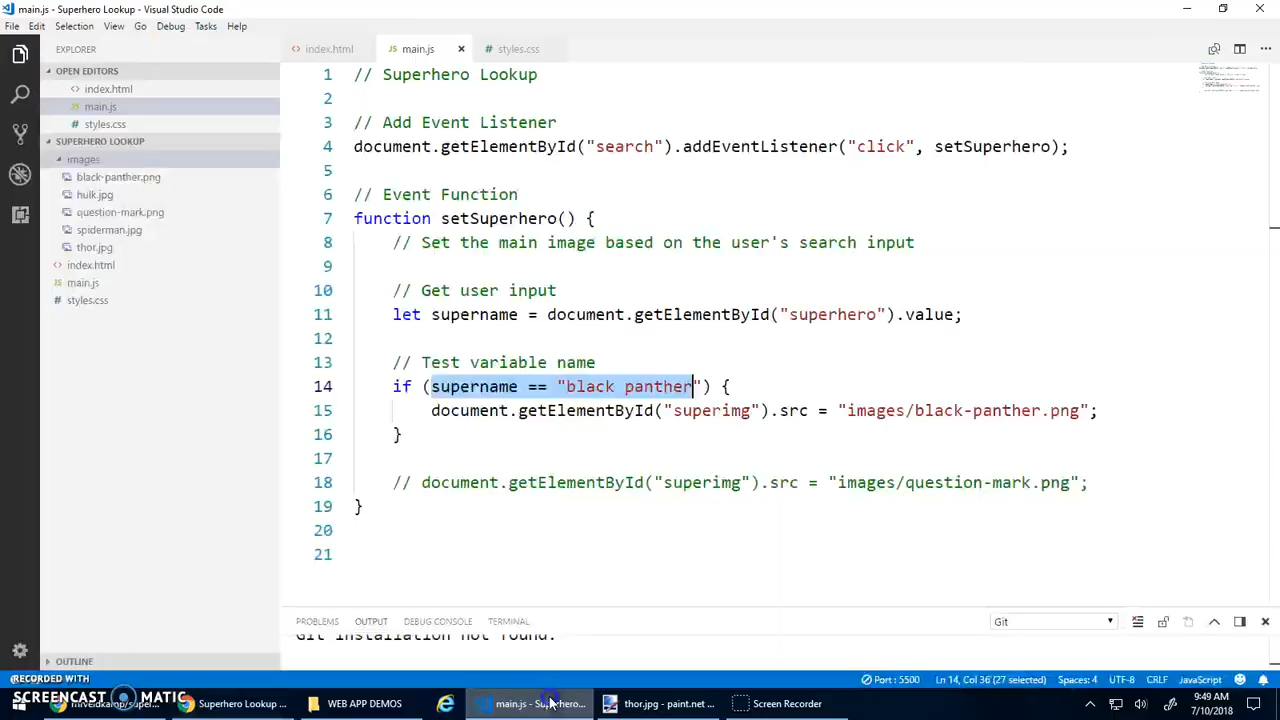 main.js - Superhero Lookup - Visual Studio Code
File Edit Selection View Go Debug Tasks Help
EXPLORER
index.html
main.js
styles.css
OPEN EDITORS
index.html
main.js
styles.css
SUPERHERO LOOKUP
images
black-panther.png
hulk.jpg
question-mark.png
spiderman.jpg
thor.jpg
index.html
main.js
styles.css
OUTLINE
1 // Superhero Lookup
2
3 // Add Event Listener
4 document.getElementById("search").addEventListener("click", setSuperhero);
5
6 // Event Function
7 function setSuperhero() {
8 // Set the main image based on the user's search input
9
10 // Get user input
11 let supername = document.getElementById("superhero").value;
12
13 // Test variable name
14 if (supername == "black panther") {
15 document.getElementById("superimg").src = "images/black-panther.png";
16 }
17
18 // document.getElementById("superimg").src = "images/question-mark.png";
19 }
20
21
PROBLEMS OUTPUT DEBUG CONSOLE TERMINAL
Git
Git installation not found.
Port : 5500 Ln 14, Col 36 (27 selected) Spaces: 4 UTF-8 CRLF JavaScript
RECORDED WITH
SCREENCAST MATIC
Superhero Lookup -
WEB APP DEMOS
main.js - Superhero...
thor.jpg - paint.net ...
Screen Recorder
9:49 AM
7/10/2018